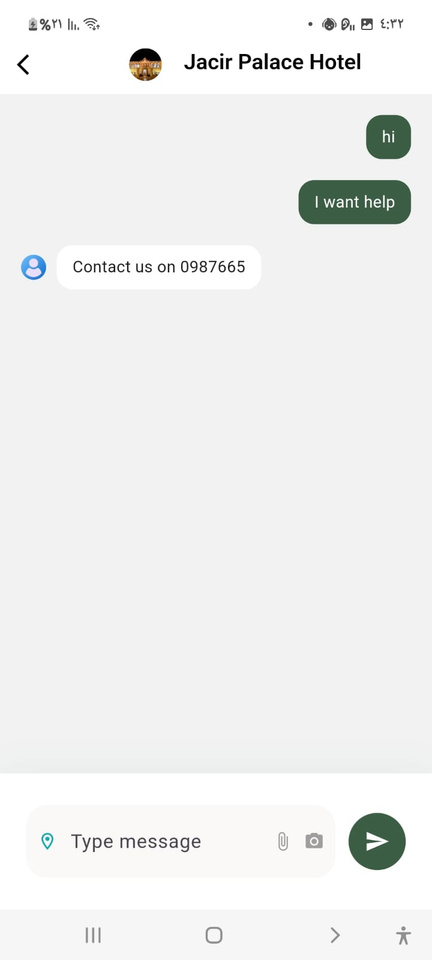 %٢١ ٤:٣٢
Jacir Palace Hotel
hi
I want help
Contact us on 0987665
Type message